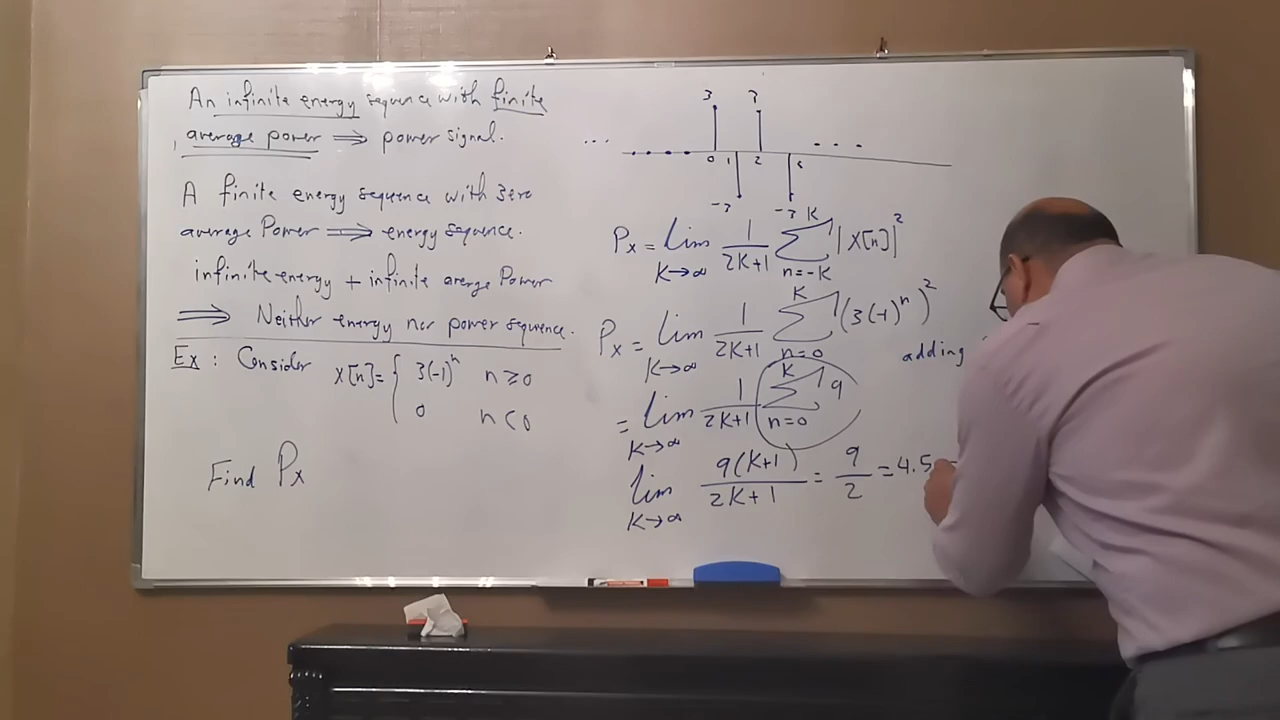 An infinite energy sequence with finite
average power ⟹ power signal.
A finite energy sequence with zero
average Power ⟹ energy sequence.
infinite energy + infinite averge Power
⟹ Neither energy nor power sequence.
Ex : Consider x[n] = { 3(-1)^n n ≥ 0
0 n < 0
Find Px
3 3
... ...
0 1 2
-3 -3
Px = lim K→∞ 1/(2K+1) Σ_{n=-K}^{K} |x[n]|^2
Px = lim K→∞ 1/(2K+1) Σ_{n=0}^{K} (3(-1)^n)^2
adding
= lim K→∞ 1/(2K+1) Σ_{n=0}^{K} 9
lim K→∞ 9(K+1)/(2K+1) = 9/2 = 4.5